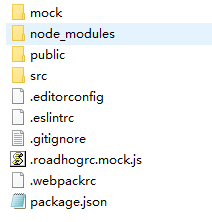 mock
node_modules
public
src
.editorconfig
.eslintrc
.gitignore
.roadhogrc.mock.js
.webpackrc
package.json